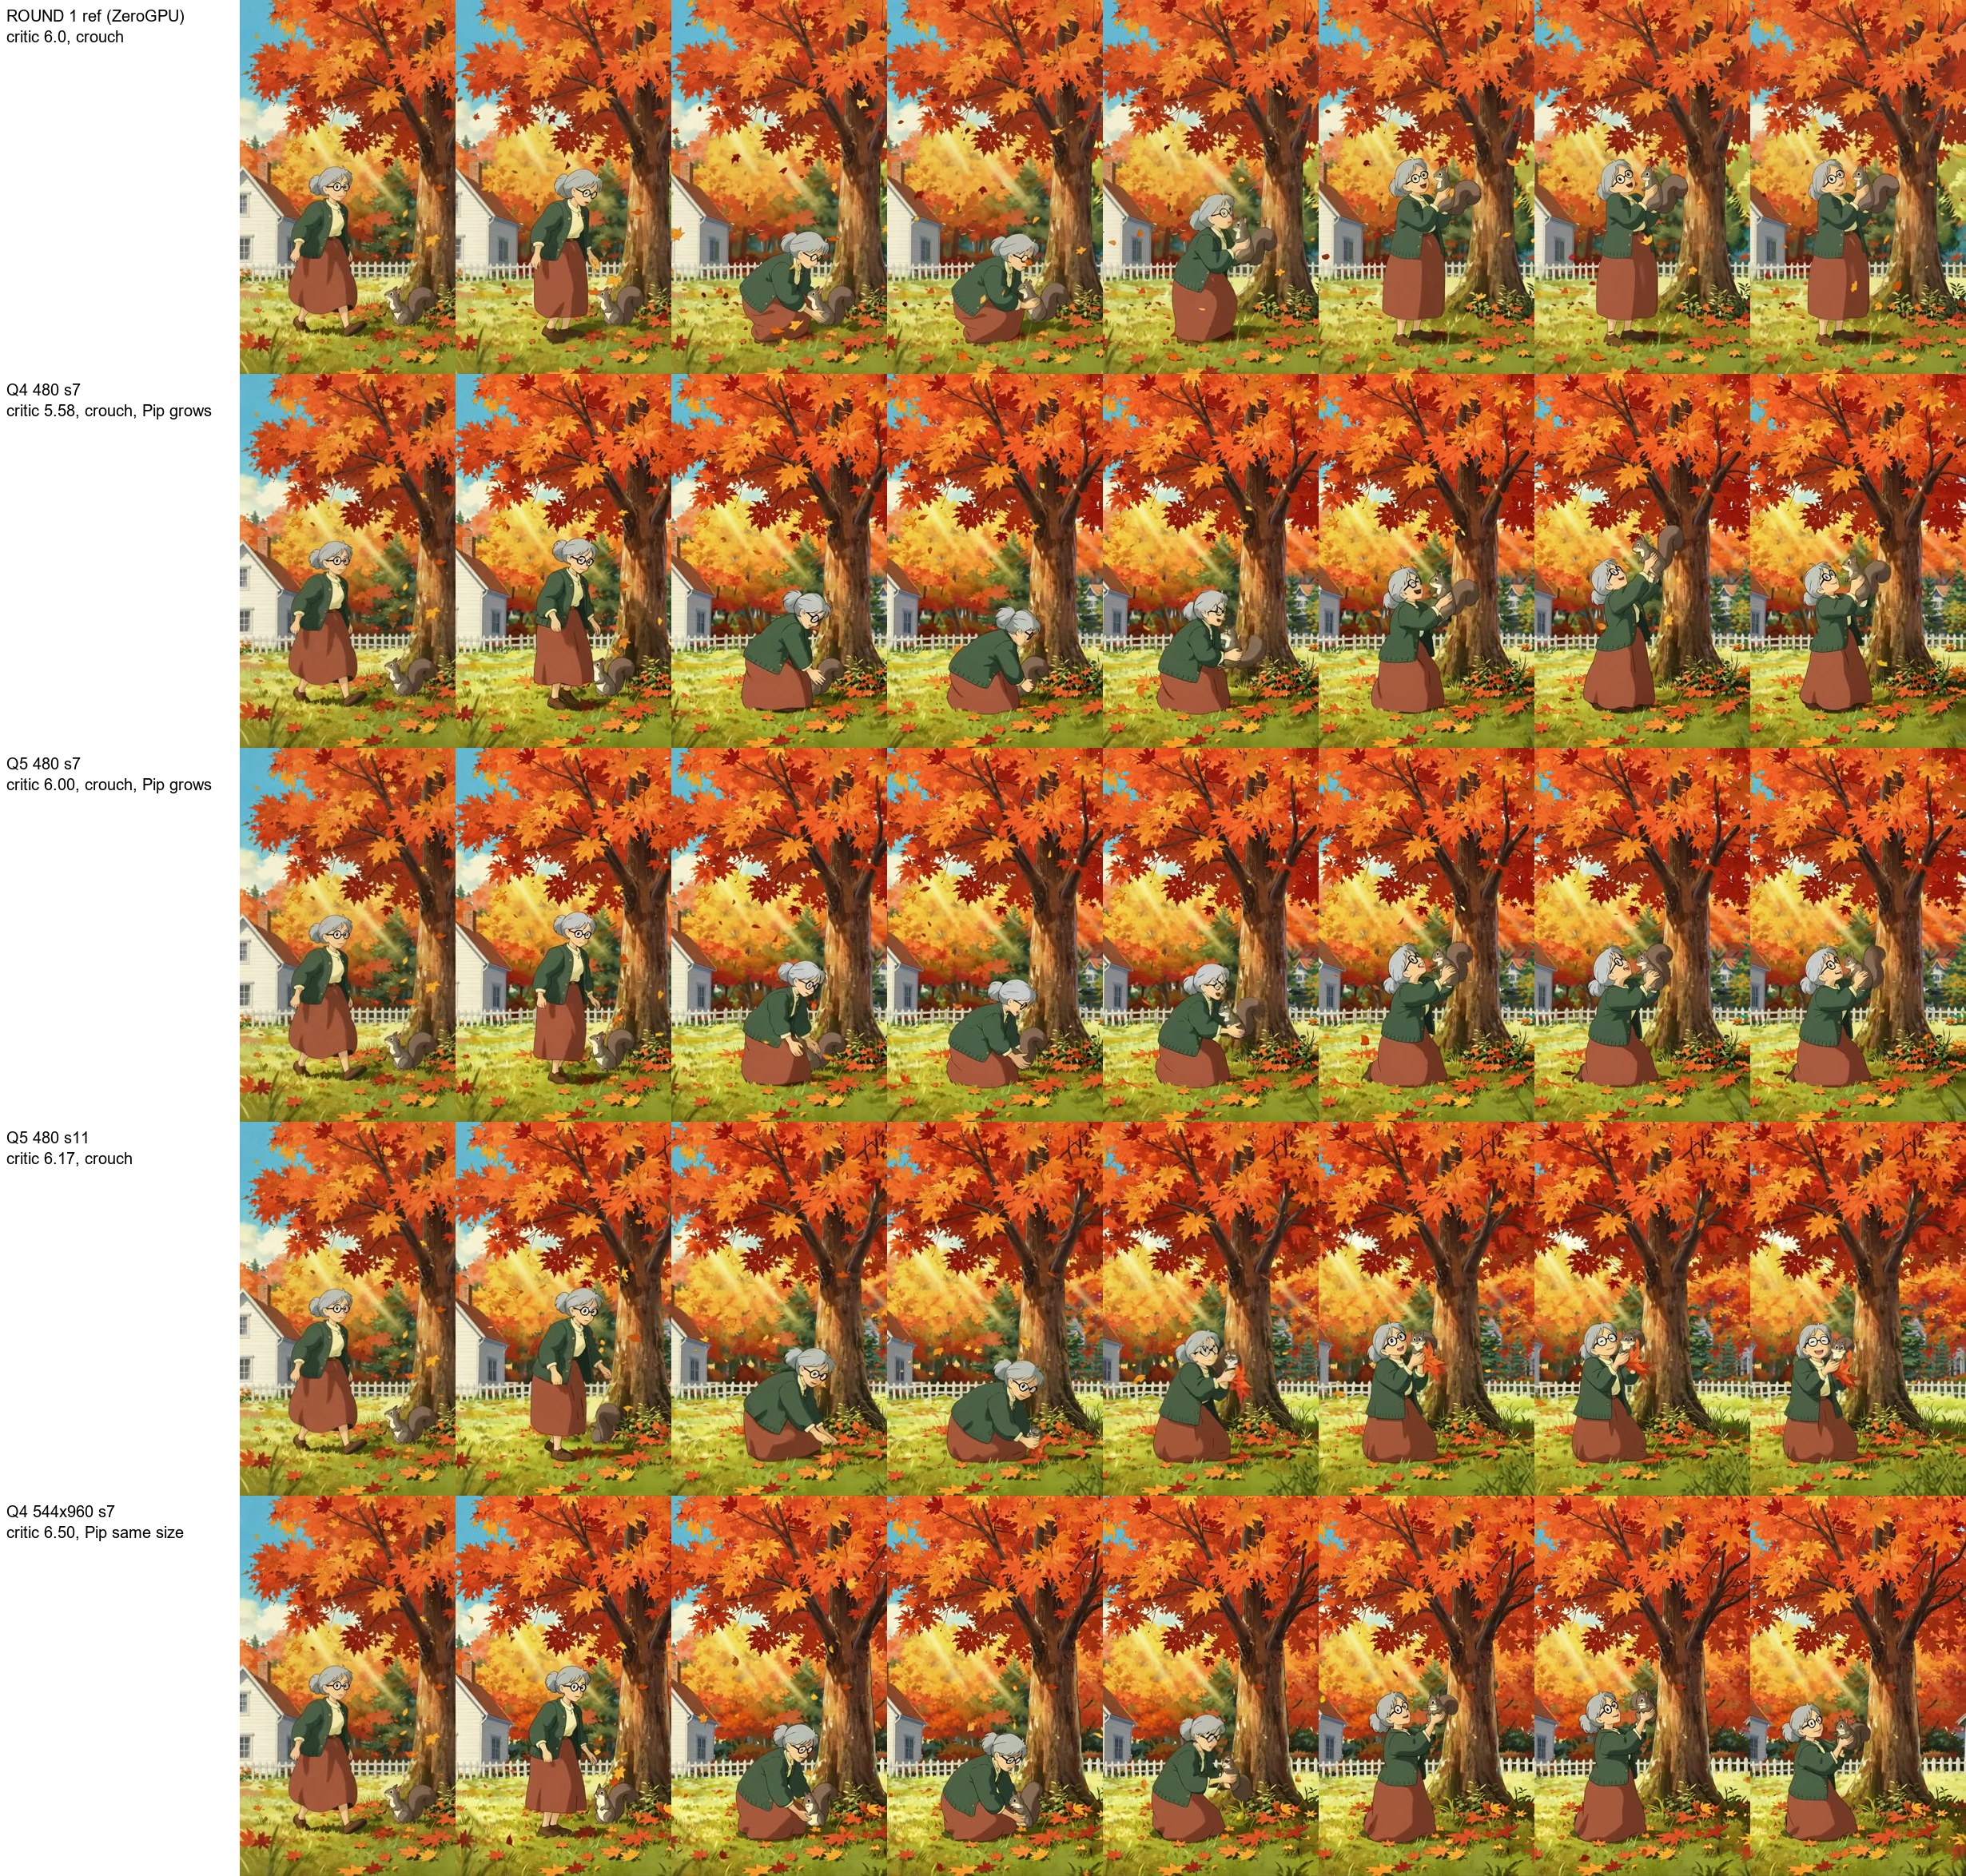 ROUND 1 ref (ZeroGPU)
critic 6.0, crouch
Q4 480 s7
critic 5.58, crouch, Pip grows
Q5 480 s7
critic 6.00, crouch, Pip grows
Q5 480 s11
critic 6.17, crouch
Q4 544x960 s7
critic 6.50, Pip same size